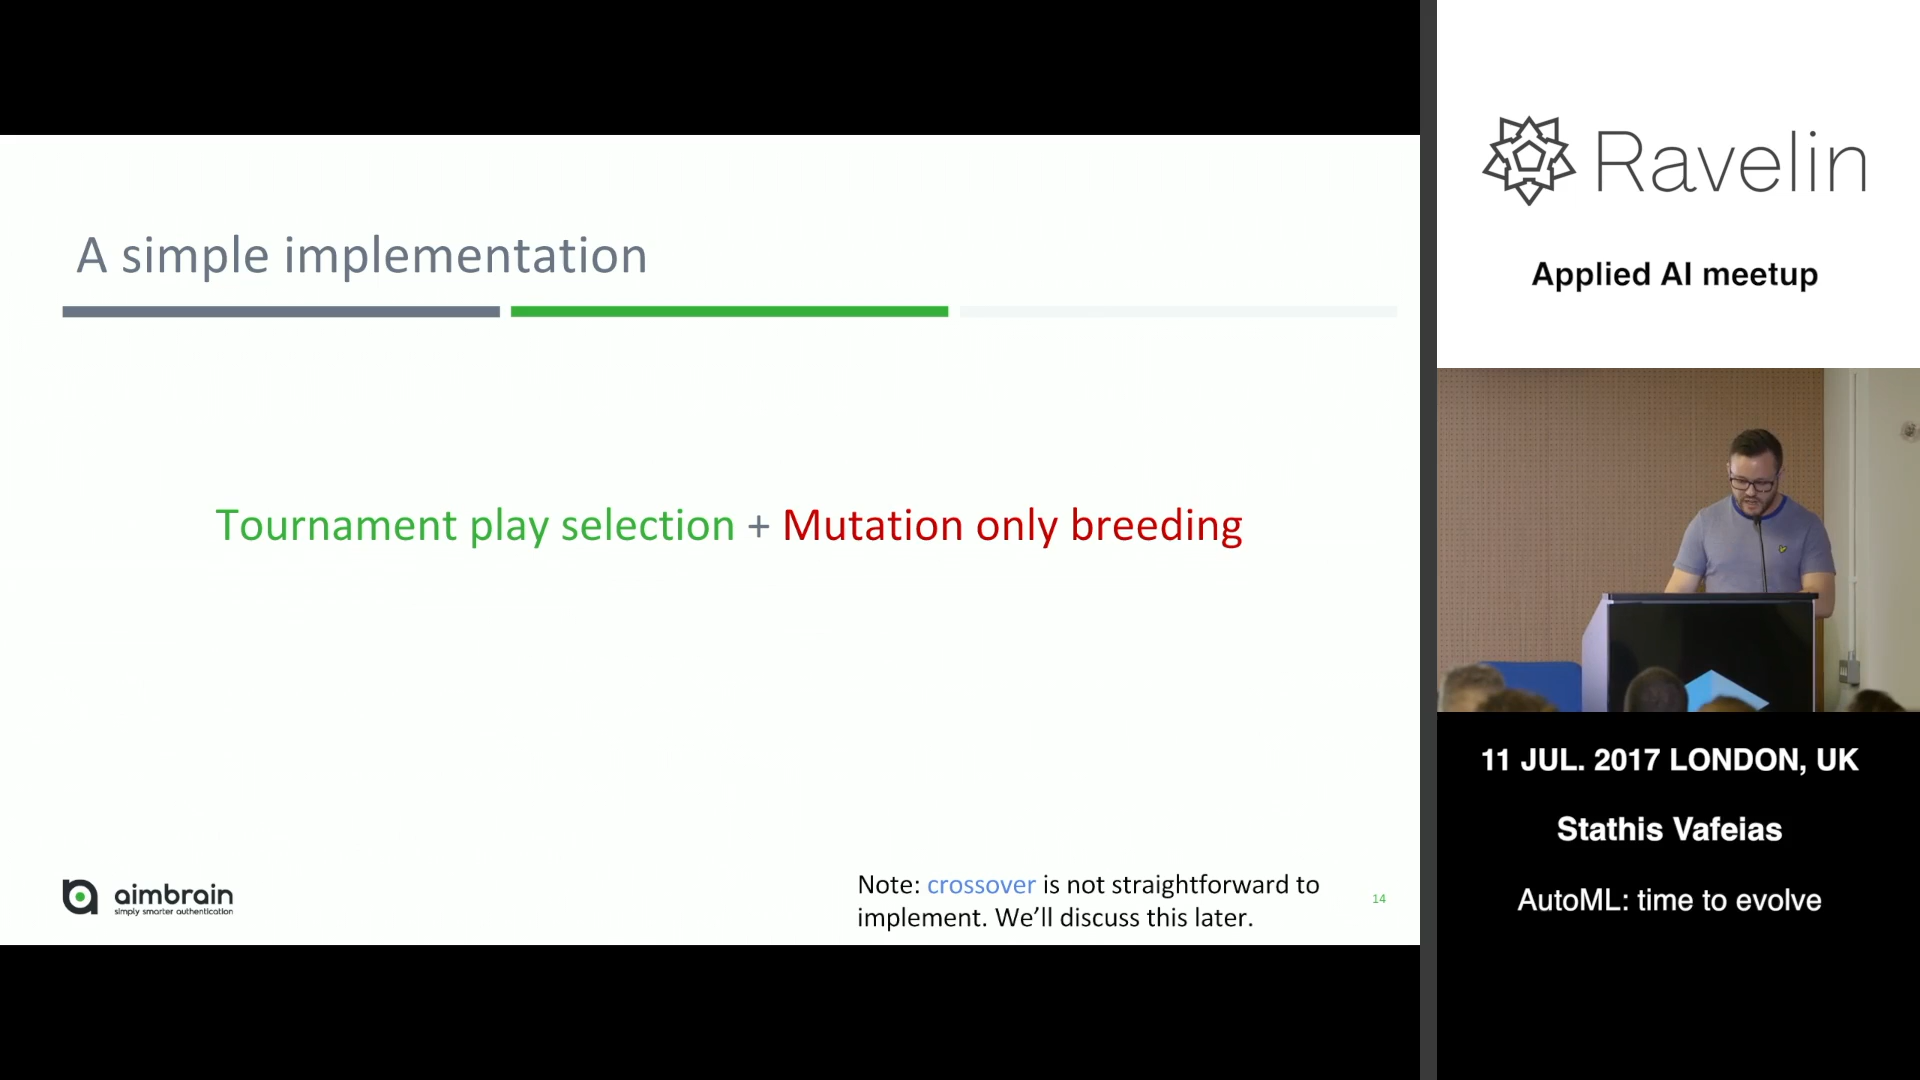 A simple implementation
Tournament play selection + Mutation only breeding
aimbrain
simply smarter authentication
Note: crossover is not straightforward to
implement. We'll discuss this later.
14
Ravelin
Applied AI meetup
11 JUL. 2017 LONDON, UK
Stathis Vafeias
AutoML: time to evolve